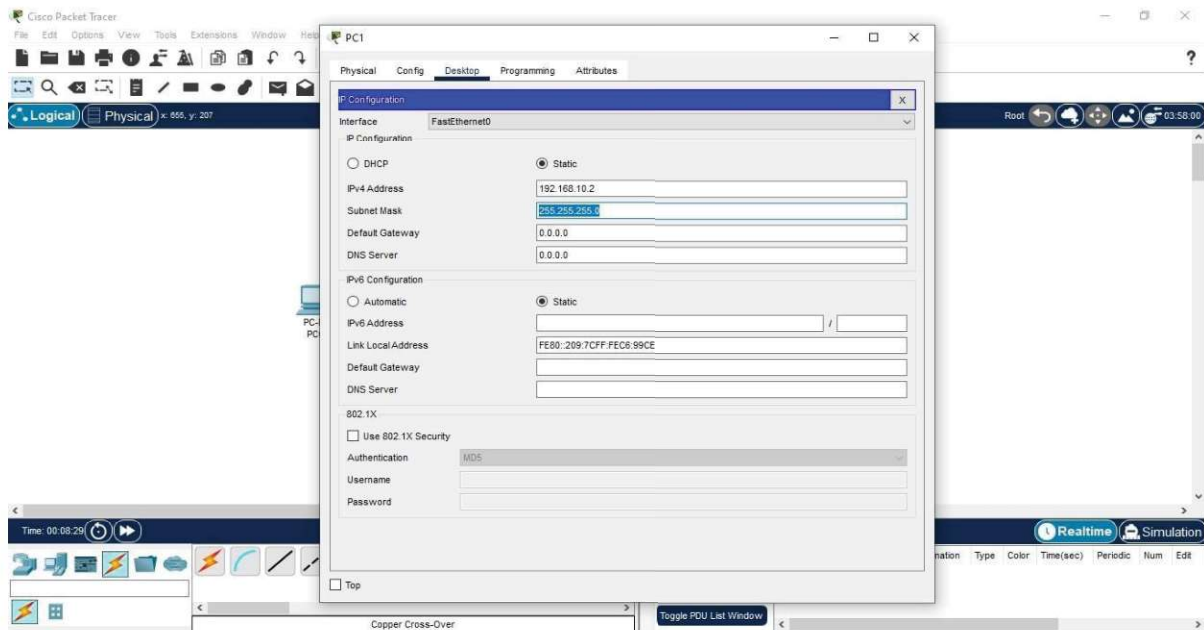 Cisco Packet Tracer
File Edit Options View Tools Extensions Window Help
PC1
Physical Config Desktop Programming Attributes
IP Configuration X
Logical Physical x: 655, y: 207
Root 03:58:00
Interface FastEthernet0
IP Configuration
DHCP Static
IPv4 Address 192.168.10.2
Subnet Mask 255.255.255.0
Default Gateway 0.0.0.0
DNS Server 0.0.0.0
IPv6 Configuration
Automatic Static
IPv6 Address /
Link Local Address FE80::209:7CFF:FEC6:99CE
Default Gateway
DNS Server
802.1X
Use 802.1X Security
Authentication MD5
Username
Password
Time: 00:08:29
Realtime Simulation
Type Color Time(sec) Periodic Num Edit
Top
Toggle PDU List Window
Copper Cross-Over